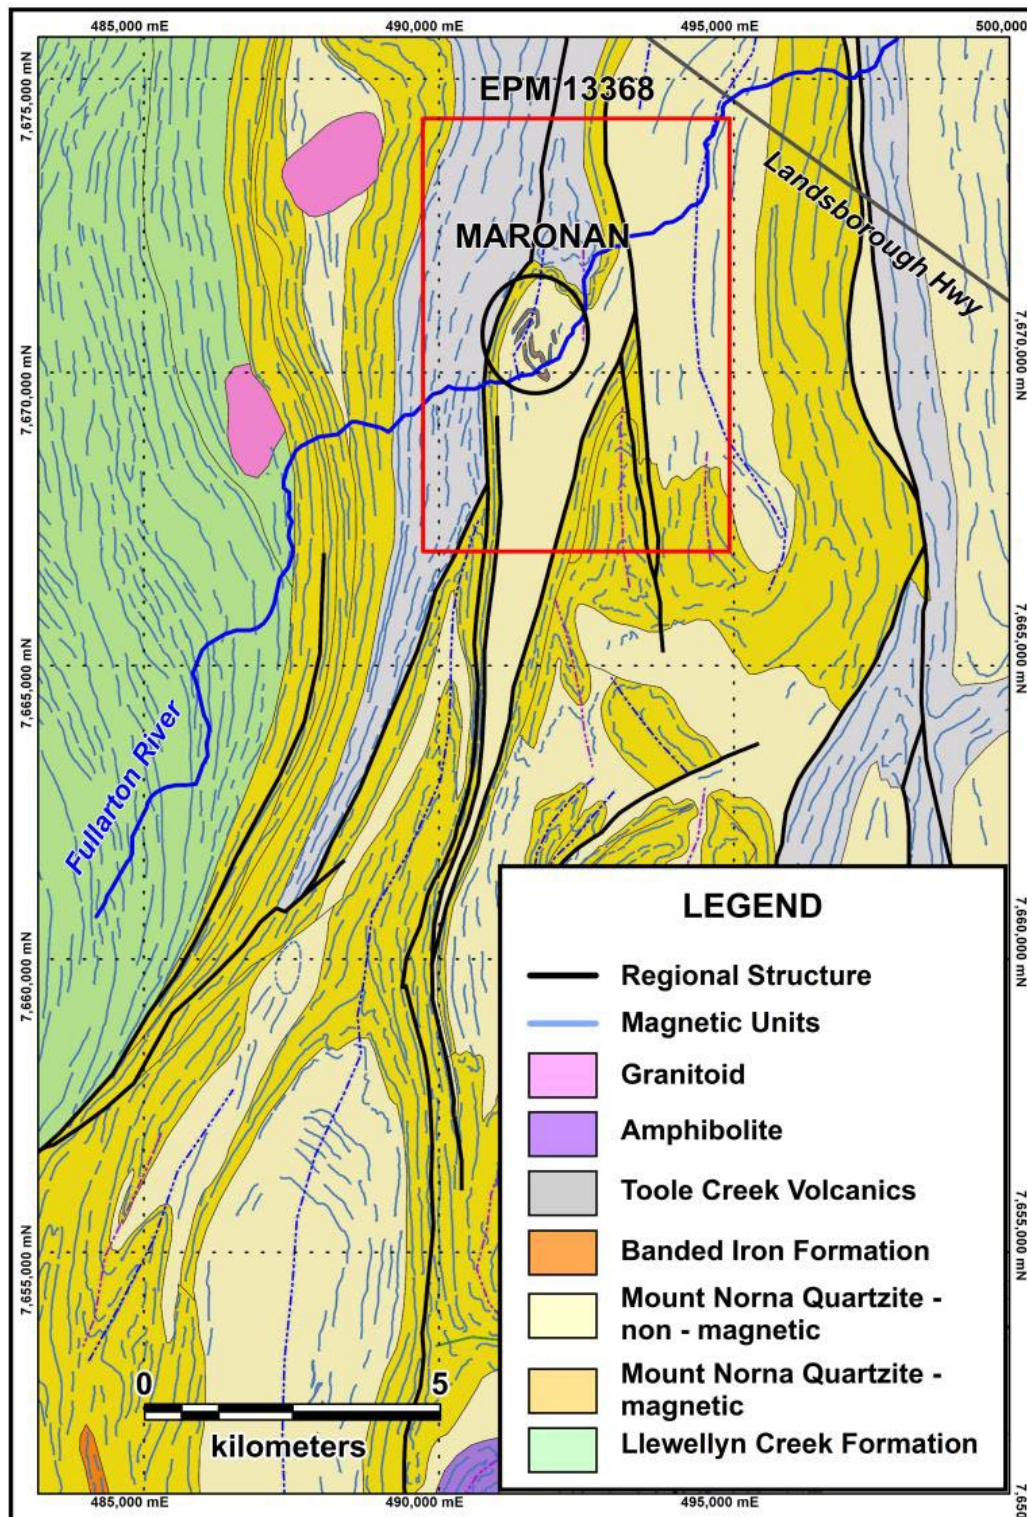 485,000 mE
490,000 mE
495,000 mE
500,000
7,675,000 mN
EPM 13368
Landsborough Hwy
MARONAN
7,670,000 mN
7,670,000 mN
7,665,000 mN
7,665,000 mN
Fullarton River
7,660,000 mN
7,660,000 mN
LEGEND
Regional Structure
Magnetic Units
Granitoid
Amphibolite
Toole Creek Volcanics
Banded Iron Formation
Mount Norna Quartzite -
non - magnetic
Mount Norna Quartzite -
magnetic
Llewellyn Creek Formation
7,655,000 mN
7,655,000 mN
0 5
kilometers
7,650
485,000 mE
490,000 mE
495,000 mE